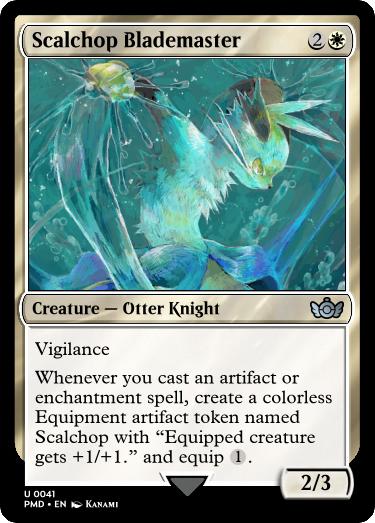 Scalchop Blademaster 2
Creature — Otter Knight
Vigilance
Whenever you cast an artifact or
enchantment spell, create a colorless
Equipment artifact token named
Scalchop with “Equipped creature
gets +1/+1.” and equip 1 .
2/3
U 0041
PMD • EN Kanami